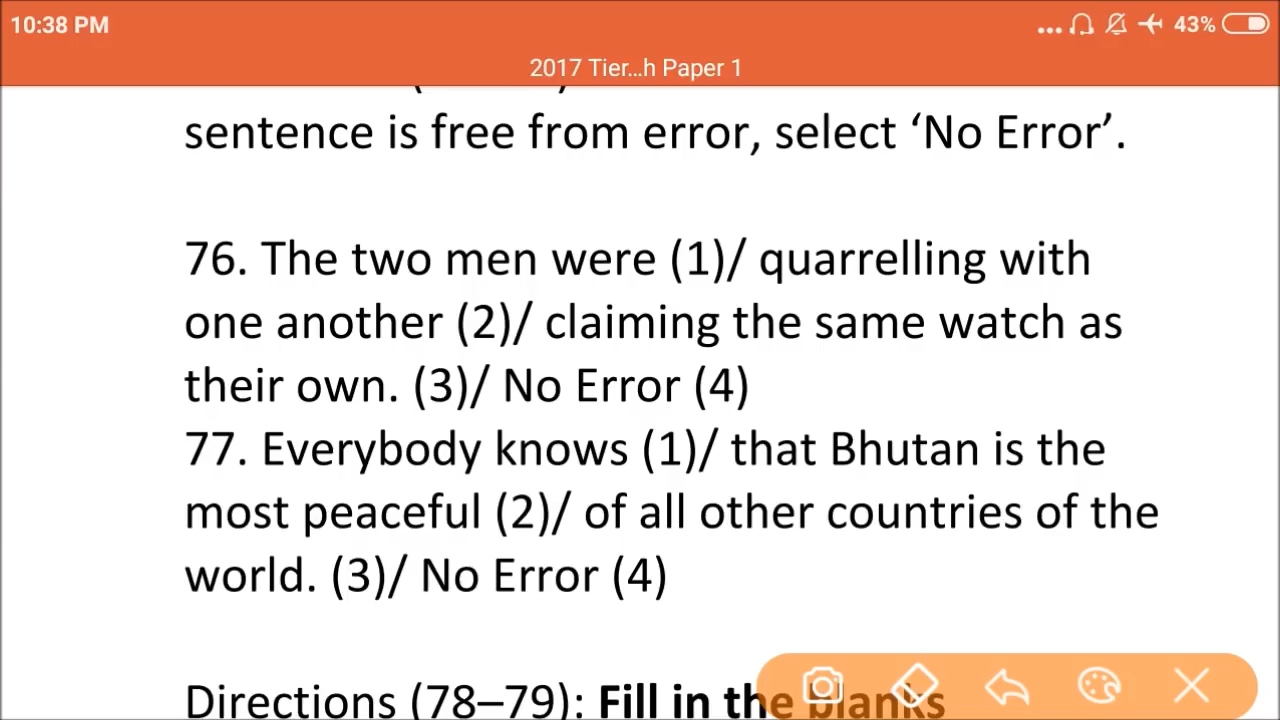 10:38 PM
43%
2017 Tier...h Paper 1
sentence is free from error, select ‘No Error’.
76. The two men were (1)/ quarrelling with
one another (2)/ claiming the same watch as
their own. (3)/ No Error (4)
77. Everybody knows (1)/ that Bhutan is the
most peaceful (2)/ of all other countries of the
world. (3)/ No Error (4)
Directions (78–79): Fill in the blanks